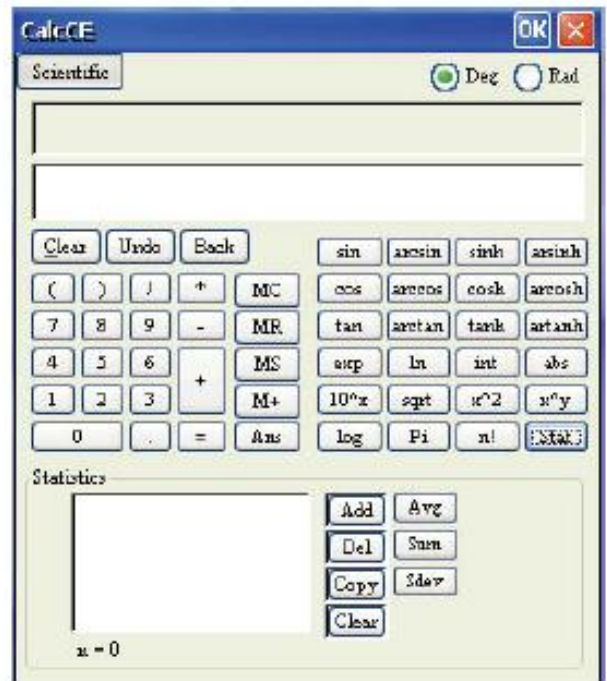 CalcCE OK
Scientific Deg Rad
Clear Undo Back
sin arcsin sinh arsinh
( ) / * MC cos arccos cosh arcosh
7 8 9 - MR tan arctan tanh artanh
4 5 6 + MS exp ln int abs
1 2 3 M+ 10^x sqrt x^2 x^y
0 . = Ans log Pi n! Stat
Statistics
Add Avg
Del Sum
Copy Sdev
Clear
n = 0